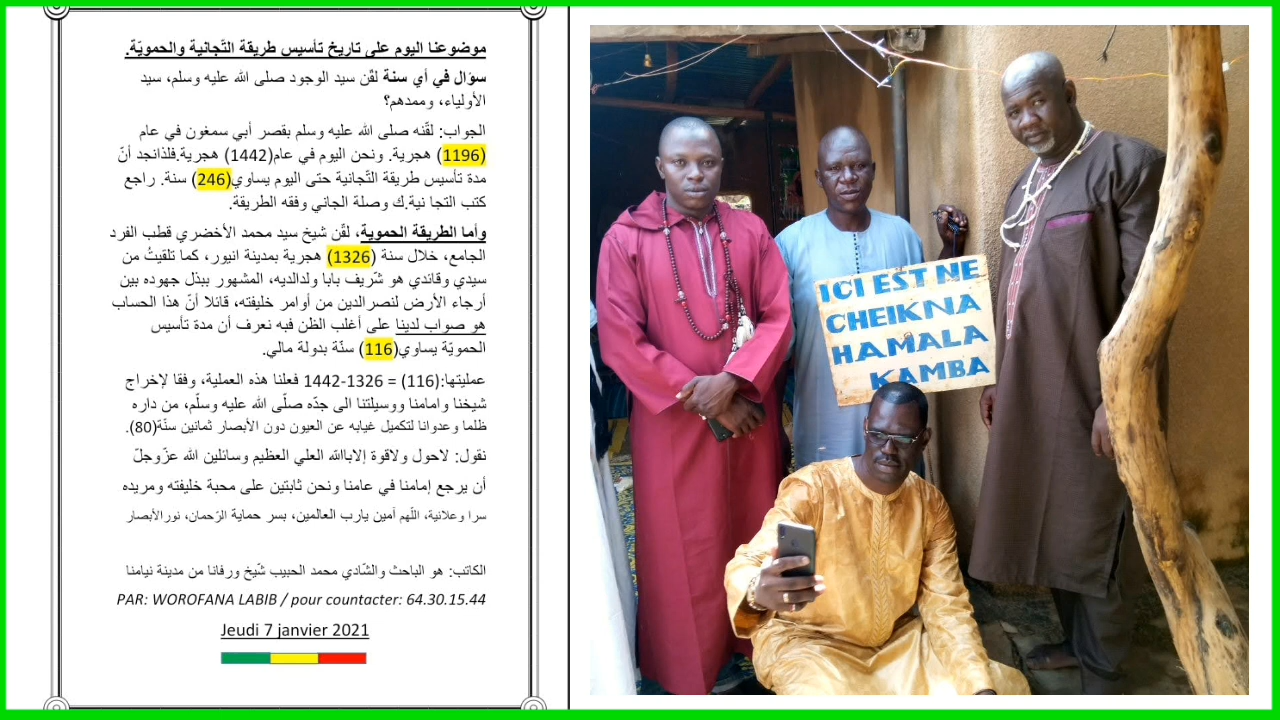 موضوعنا اليوم على تاريخ تأسيس طريقة التّجانية والحمويّة.
سؤال في أي سنة لقّن سيد الوجود صلى الله عليه وسلم، سيد
الأولياء، وممدهم؟
الجواب: لقّنه صلى الله عليه وسلم بقصر أبي سمغون في عام
(1196) هجرية. ونحن اليوم في عام(1442) هجرية.فلذانجد أنّ
مدة تأسيس طريقة التّجانية حتى اليوم يساوي(246) سنة. راجع
كتب التجا نية.ك وصلة الجاني وفقه الطريقة.
وأما الطريقة الحموية، لقّن شيخ سيد محمد الأخضري قطب الفرد
الجامع، خلال سنة (1326) هجرية بمدينة انيور، كما تلقيتُ من
سيدي وقائدي هو شّريف بابا ولدالديه، المشهور ببذل جهوده بين
أرجاء الأرض لنصرالدين من أوامر خليفته، قائلا أنّ هذا الحساب
هو صواب لدينا على أغلب الظن فبه نعرف أن مدة تأسيس
الحمويّة يساوي(116) سنّة بدولة مالي.
عمليتها:(116) = 1326-1442 فعلنا هذه العملية، وفقا لإخراج
شيخنا وامامنا ووسيلتنا الى جدّه صلّى الله عليه وسلّم، من داره
ظلما وعدوانا لتكميل غيابه عن العيون دون الأبصار ثمانين سنّة(80).
نقول: لاحول ولاقوة إلاباالله العلي العظيم وسائلين الله عزّوجلّ
أن يرجع إمامنا في عامنا ونحن ثابتين على محبة خليفته ومريده
سرا وعلانية، اللّهم آمين يارب العالمين، بسر حماية الرّحمان، نورالأبصار
الكاتب: هو الباحث والشّادي محمد الحبيب شّيخ ورفانا من مدينة نيامنا
PAR: WOROFANA LABIB / pour countacter: 64.30.15.44
Jeudi 7 janvier 2021
ICI EST NE
CHEIKNA
HAMALA
KAMBA